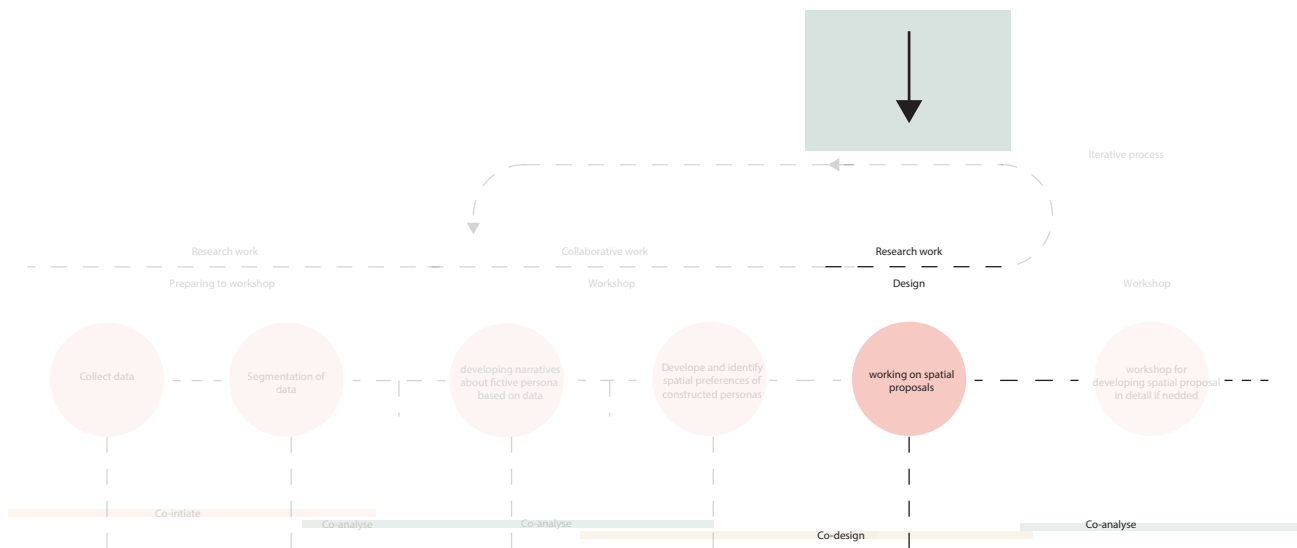 Iterative process
Research work
Collaborative work
Research work
Preparing to workshop
Workshop
Design
Workshop
Collect data
Segmentation of
data
developing narratives
about fictive persona
based on data
Develope and identify
spatial preferences of
constructed personas
working on spatial
proposals
workshop for
developing spatial proposal
in detail if nedded
Co-intiate
Co-analyse
Co-analyse
Co-design
Co-analyse